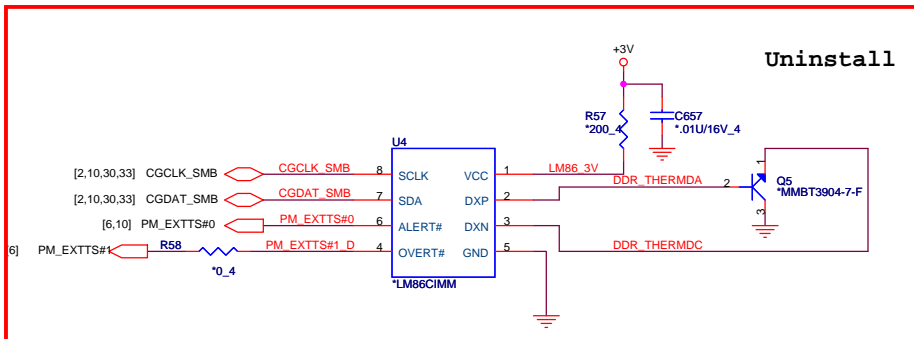 +3V
Uninstall
R57
*200_4
C657
*.01U/16V_4
U4
[2,10,30,33] CGCLK_SMB CGCLK_SMB 8 SCLK VCC 1 LM86_3V
DDR_THERMDA
[2,10,30,33] CGDAT_SMB CGDAT_SMB 7 SDA DXP 2 2
1
Q5
*MMBT3904-7-F
3
[6,10] PM_EXTTS#0 PM_EXTTS#0 6 ALERT# DXN 3
DDR_THERMDC
6] PM_EXTTS#1 R58 PM_EXTTS#1_D 4 OVERT# GND 5
*0_4
*LM86CIMM